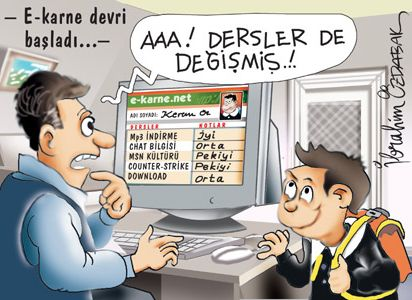 — E-karne devri
başladı...—
AAA! DERSLER DE
DEĞİŞMİŞ..!!
e-karne.net
ADI SOYADI: Kerem Oz
DERSLER NOTLAR
Mp3 İNDİRME İyi
CHAT BİLGİSİ Orta
MSN KÜLTÜRÜ Pekiyi
COUNTER-STRIKE Pekiyi
DOWNLOAD Orta
İbrahim ÖZDABAK